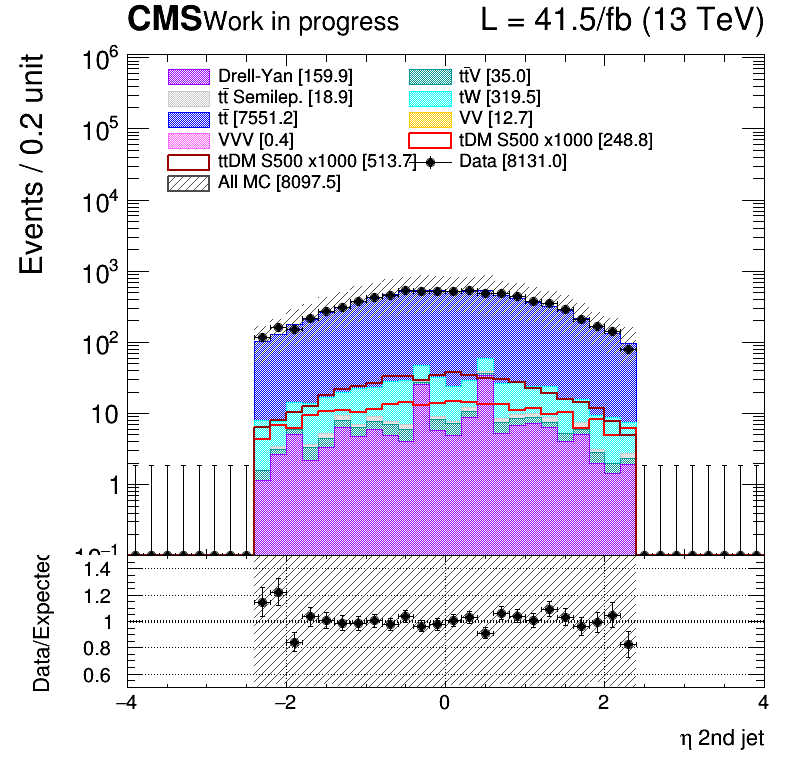 CMS Work in progress L = 41.5/fb (13 TeV)
Events / 0.2 unit
10⁶
10⁵
10⁴
10³
10²
10
1
10⁻¹
Drell-Yan [159.9] tt̄V [35.0]
tt̄ Semilep. [18.9] tW [319.5]
tt̄ [7551.2] VV [12.7]
VVV [0.4] tDM S500 x1000 [248.8]
ttDM S500 x1000 [513.7] Data [8131.0]
All MC [8097.5]
Data/Expected
1.4
1.2
1
0.8
0.6
−4 −2 0 2 4
η 2nd jet